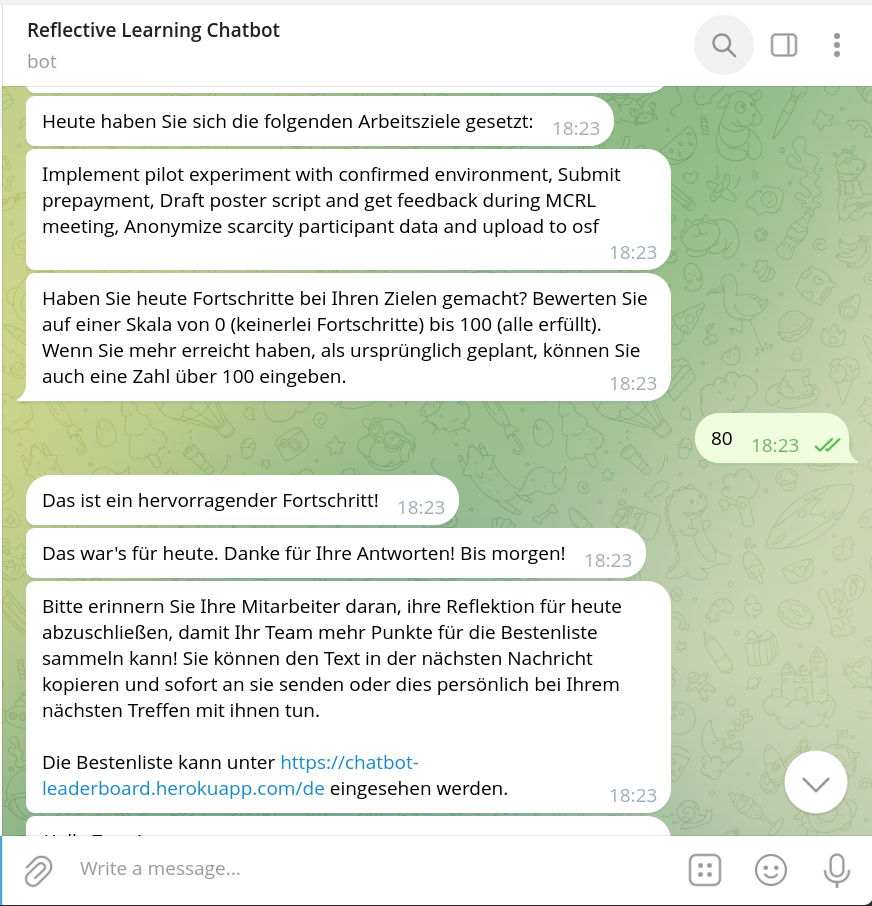 Reflective Learning Chatbot
bot
Heute haben Sie sich die folgenden Arbeitsziele gesetzt:
18:23
Implement pilot experiment with confirmed environment, Submit
prepayment, Draft poster script and get feedback during MCRL
meeting, Anonymize scarcity participant data and upload to osf
18:23
Haben Sie heute Fortschritte bei Ihren Zielen gemacht? Bewerten Sie
auf einer Skala von 0 (keinerlei Fortschritte) bis 100 (alle erfüllt).
Wenn Sie mehr erreicht haben, als ursprünglich geplant, können Sie
auch eine Zahl über 100 eingeben.
18:23
80 18:23
Das ist ein hervorragender Fortschritt!
18:23
Das war's für heute. Danke für Ihre Antworten! Bis morgen!
18:23
Bitte erinnern Sie Ihre Mitarbeiter daran, ihre Reflektion für heute
abzuschließen, damit Ihr Team mehr Punkte für die Bestenliste
sammeln kann! Sie können den Text in der nächsten Nachricht
kopieren und sofort an sie senden oder dies persönlich bei Ihrem
nächsten Treffen mit ihnen tun.
Die Bestenliste kann unter https://chatbot-
leaderboard.herokuapp.com/de eingesehen werden.
18:23
Write a message...